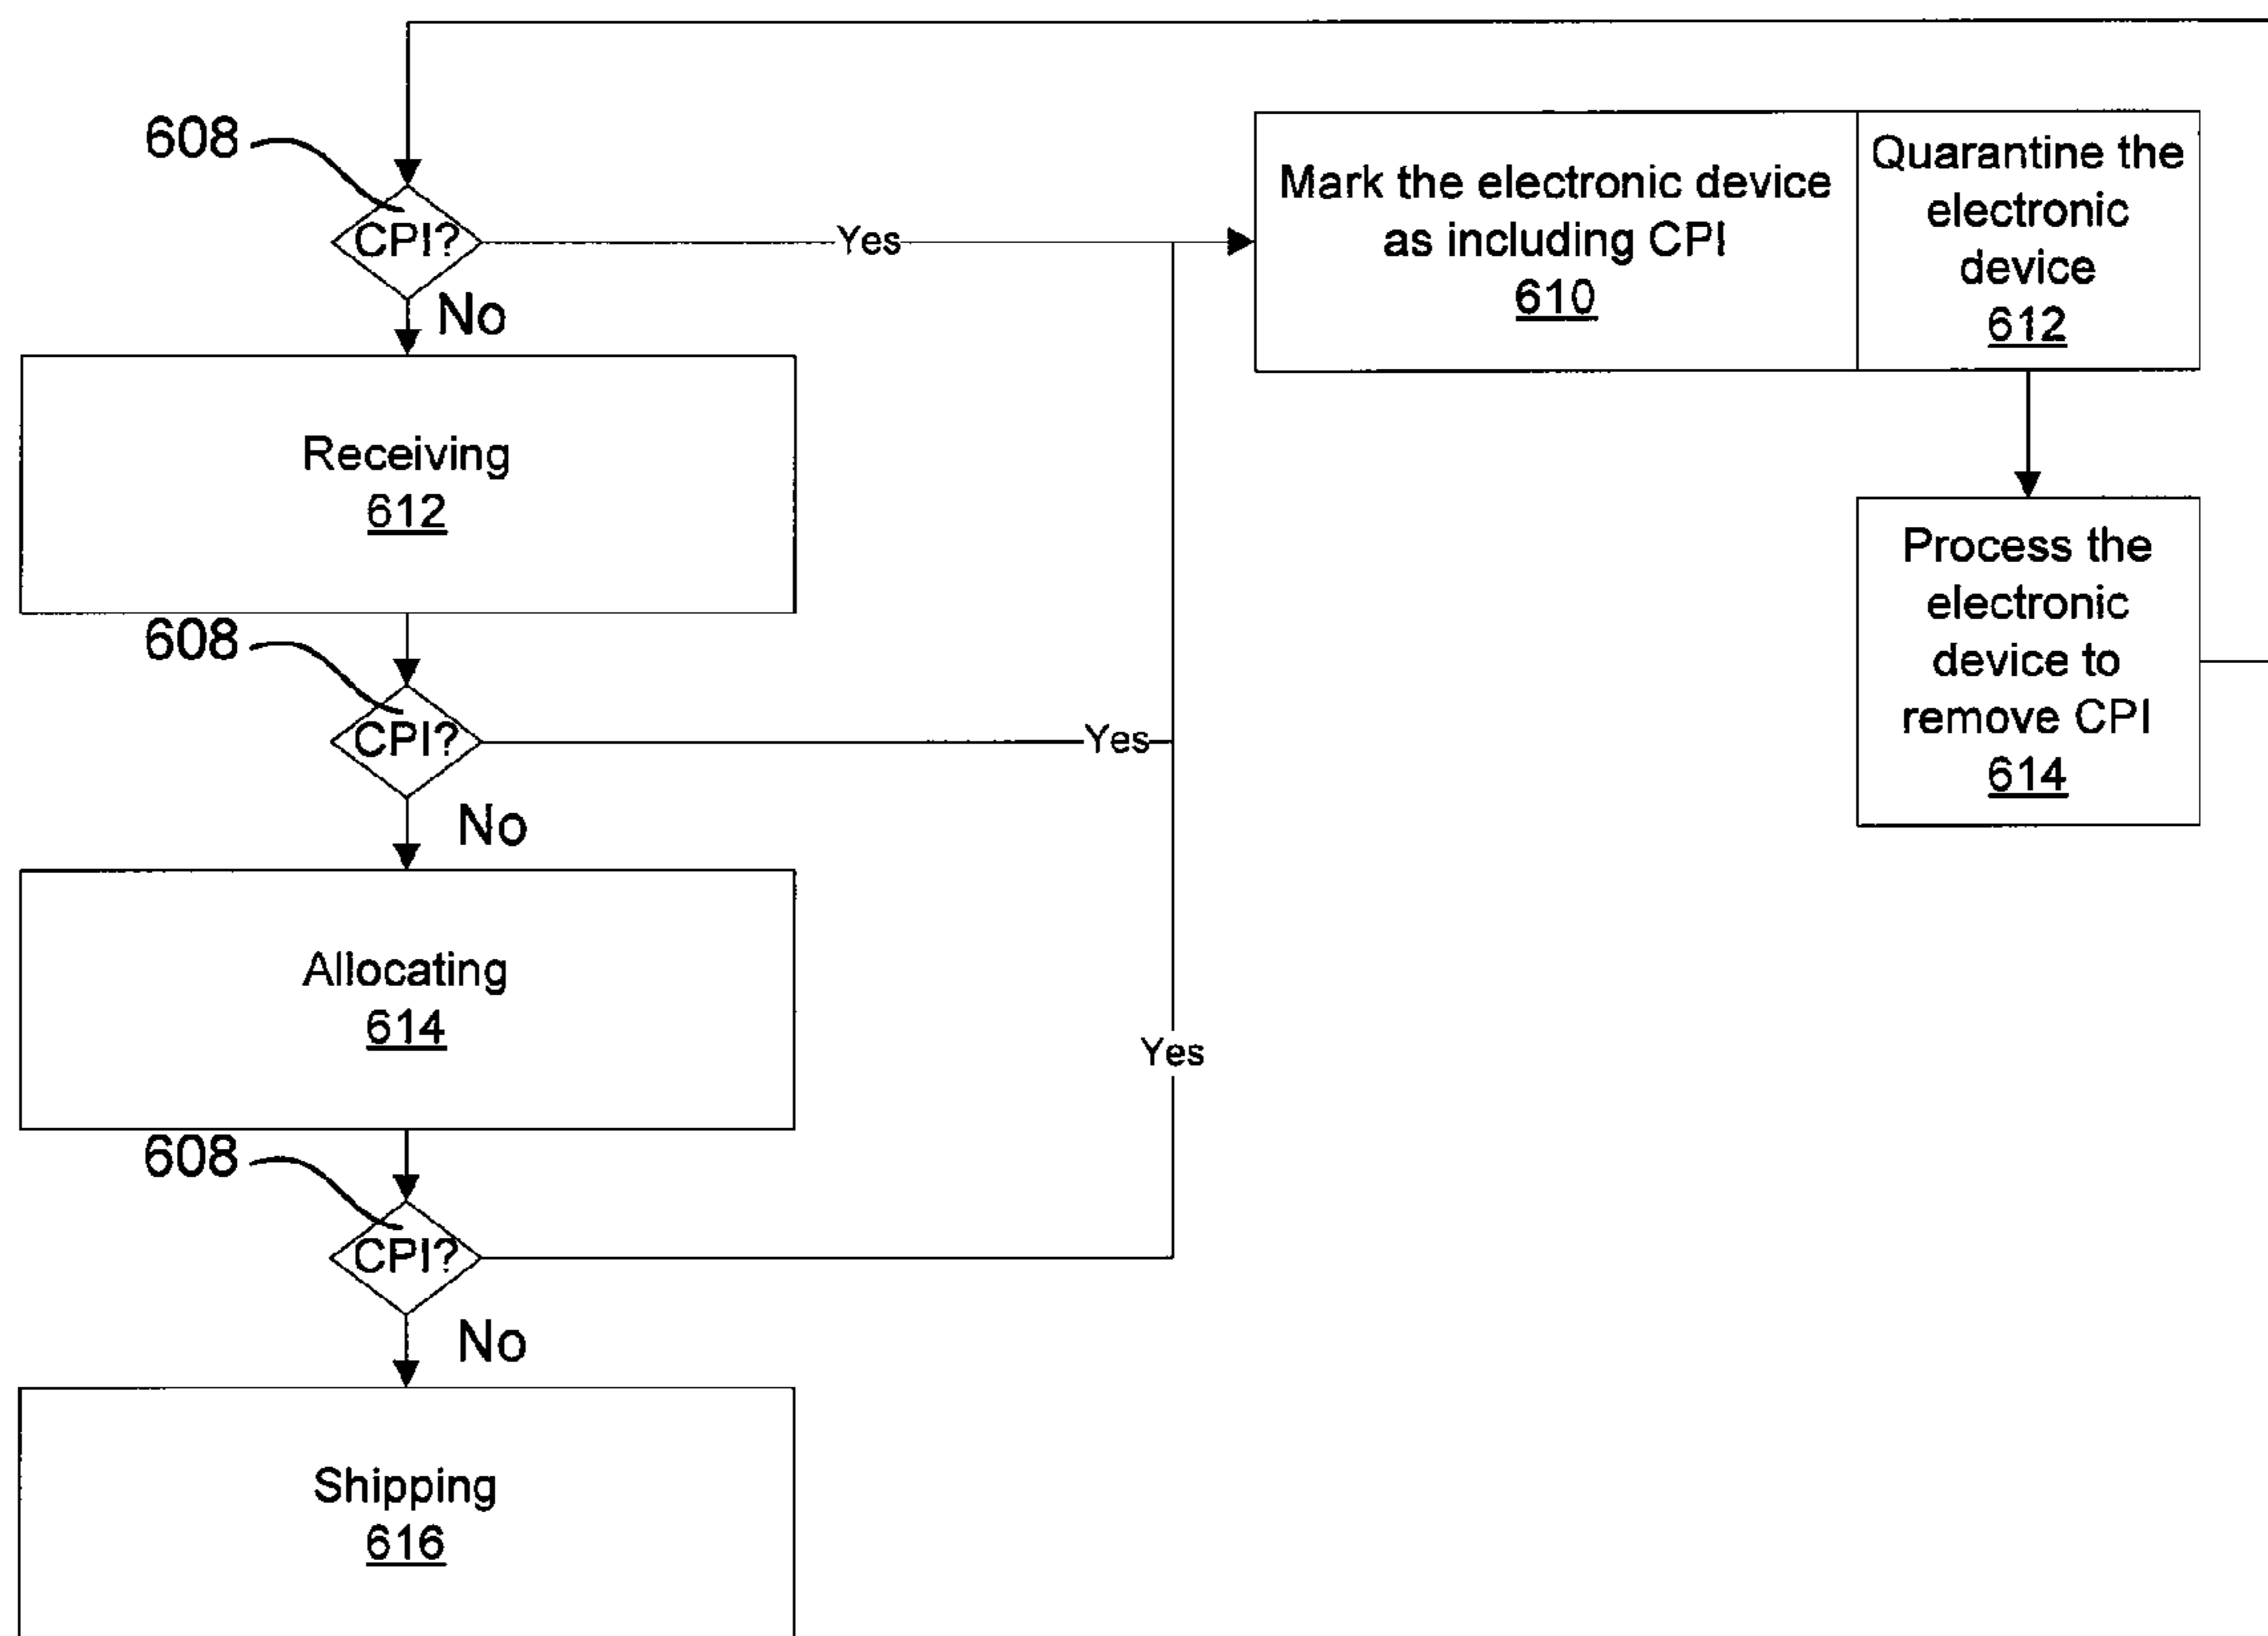 608
CPI?
Yes
No
Mark the electronic device
as including CPI
610
Quarantine the
electronic
device
612
Receiving
612
Process the
electronic
device to
remove CPI
614
608
CPI?
Yes
No
Allocating
614
Yes
608
CPI?
No
Shipping
616